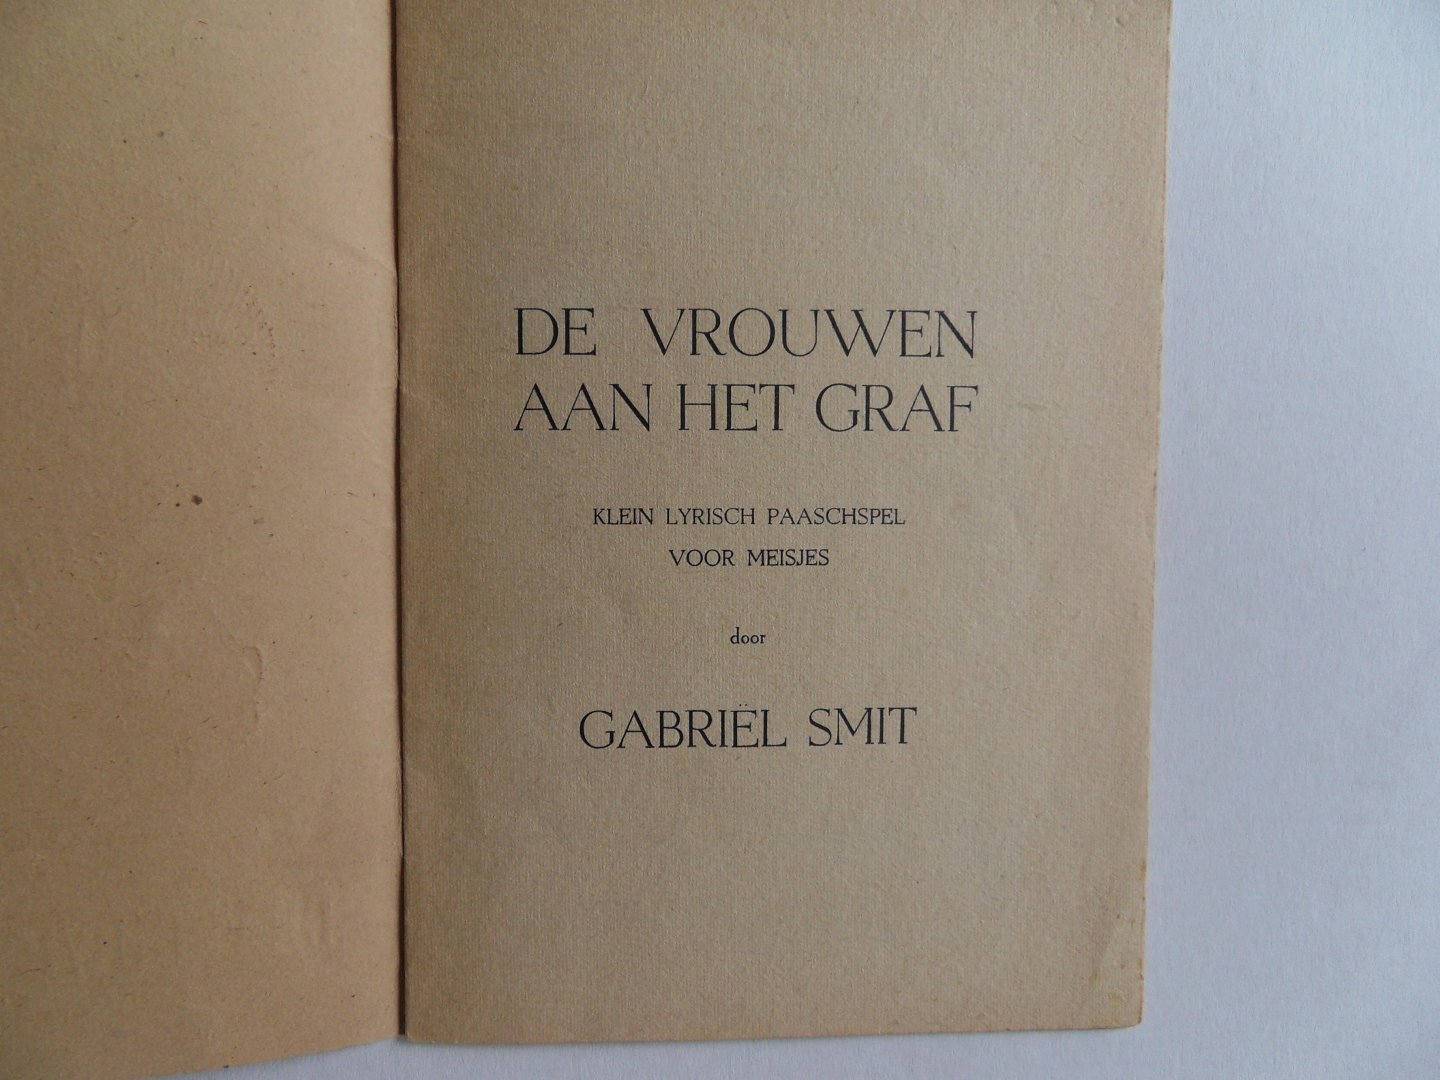 DE VROUWEN
AAN HET GRAF
KLEIN LYRISCH PAASCHSPEL
VOOR MEISJES
door
GABRIËL SMIT